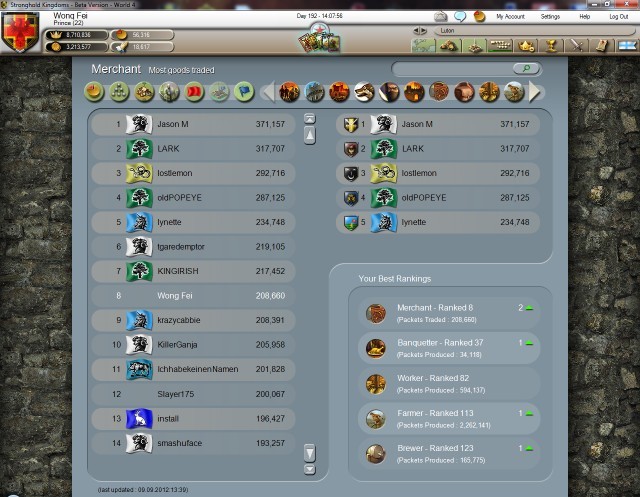 Stronghold Kingdoms - Beta Version - World 4
Wong Fei
Prince (22)
Day 192 - 14:07:56
My Account
Settings
Help
Log Out
8,710,836
56,316
3,213,577
18,617
Luton
Merchant Most goods traded
1 Jason M 371,157
2 LARK 317,707
3 lostlemon 292,716
4 oldPOPEYE 287,125
5 lynette 234,748
6 tgaredemptor 219,105
7 KINGIRISH 217,452
8 Wong Fei 208,660
9 krazycabbie 208,391
10 KillerGanja 205,958
11 IchhabekeinenNamen 201,828
12 Slayer175 200,067
13 install 196,427
14 smashuface 193,257
1 Jason M 371,157
2 LARK 317,707
3 lostlemon 292,716
4 oldPOPEYE 287,125
5 lynette 234,748
Your Best Rankings
Merchant - Ranked 8 2
(Packets Traded : 208,660)
Banquetter - Ranked 37 1
(Packets Produced : 34,118)
Worker - Ranked 82
(Packets Produced : 594,137)
Farmer - Ranked 113 1
(Packets Produced : 2,262,141)
Brewer - Ranked 123 1
(Packets Produced : 165,775)
(last updated : 09.09.2012:13:39)